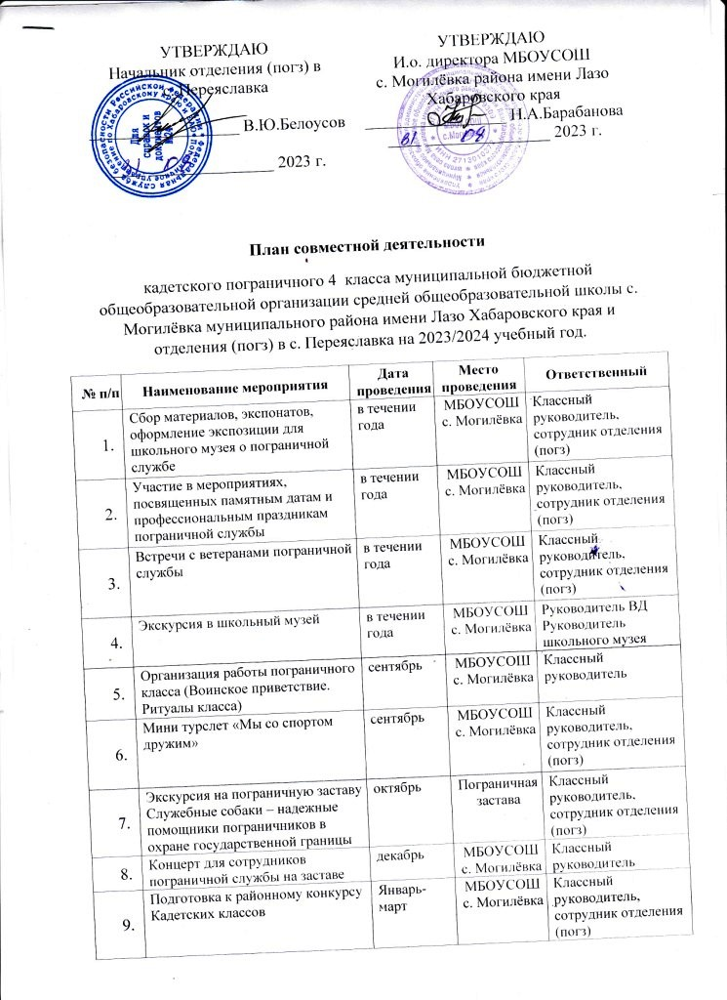 УТВЕРЖДАЮ
Начальник отделения (погз) в
с. Переяславка
В.Ю.Белоусов
2023 г.
УТВЕРЖДАЮ
И.о. директора МБОУСОШ
с. Могилёвка района имени Лазо
Хабаровского края
Н.А.Барабанова
2023 г.
Для
справок и
документов
План совместной деятельности
кадетского пограничного 4 класса муниципальной бюджетной
общеобразовательной организации средней общеобразовательной школы с.
Могилёвка муниципального района имени Лазо Хабаровского края и
отделения (погз) в с. Переяславка на 2023/2024 учебный год.
№ п/п Наименование мероприятия Дата проведения Место проведения Ответственный
1. Сбор материалов, экспонатов, в течении МБОУСОШ Классный
оформление экспозиции для года с. Могилёвка руководитель,
школьного музея о пограничной сотрудник отделения
службе (погз)
2. Участие в мероприятиях, в течении МБОУСОШ Классный
посвященных памятным датам и года с. Могилёвка руководитель,
профессиональным праздникам сотрудник отделения
пограничной службы (погз)
3. Встречи с ветеранами пограничной в течении МБОУСОШ Классный
службы года с. Могилёвка руководитель,
сотрудник отделения
(погз)
4. Экскурсия в школьный музей в течении МБОУСОШ Руководитель ВД
года с. Могилёвка Руководитель
школьного музея
5. Организация работы пограничного сентябрь МБОУСОШ Классный
класса (Воинское приветствие. с. Могилёвка руководитель
Ритуалы класса)
6. Мини турслет «Мы со спортом сентябрь МБОУСОШ Классный
дружим» с. Могилёвка руководитель,
сотрудник отделения
(погз)
7. Экскурсия на пограничную заставу октябрь Пограничная Классный
Служебные собаки – надежные застава руководитель,
помощники пограничников в сотрудник отделения
охране государственной границы (погз)
8. Концерт для сотрудников декабрь МБОУСОШ Классный
пограничной службы на заставе с. Могилёвка руководитель
9. Подготовка к районному конкурсу Январь- МБОУСОШ Классный
Кадетских классов март с. Могилёвка руководитель,
сотрудник отделения
(погз)